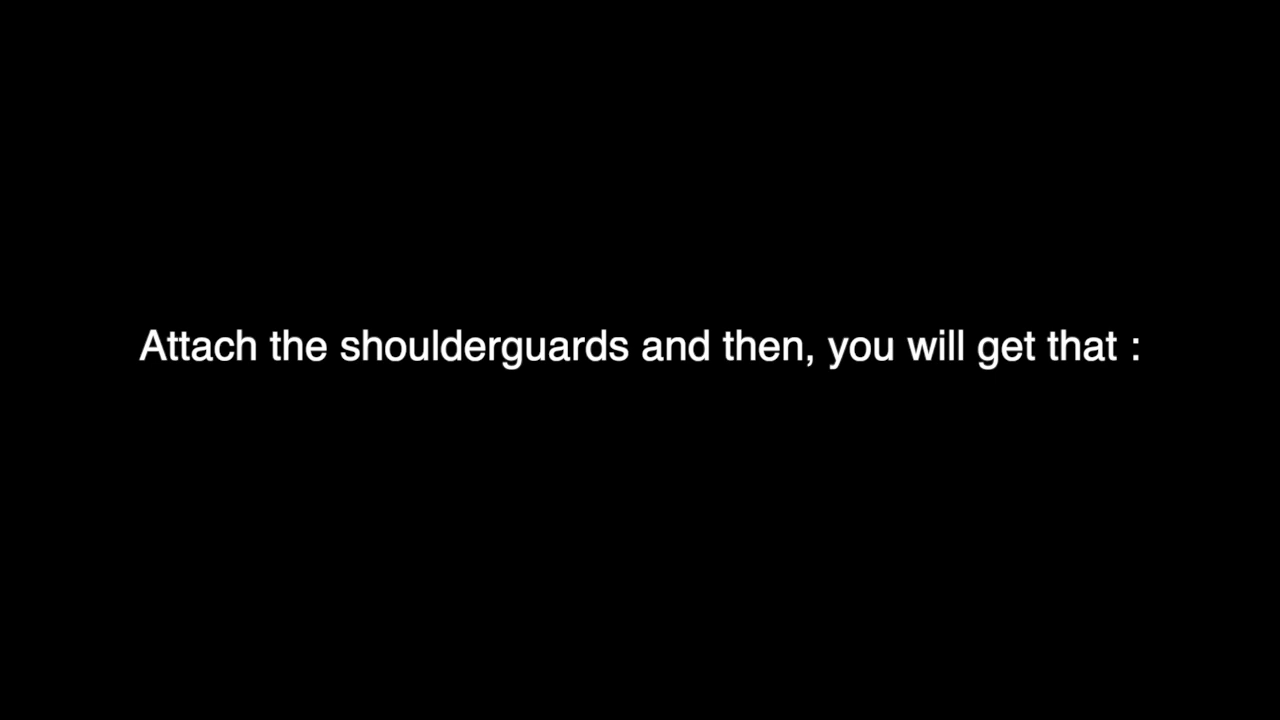 Attach the shoulderguards and then, you will get that :